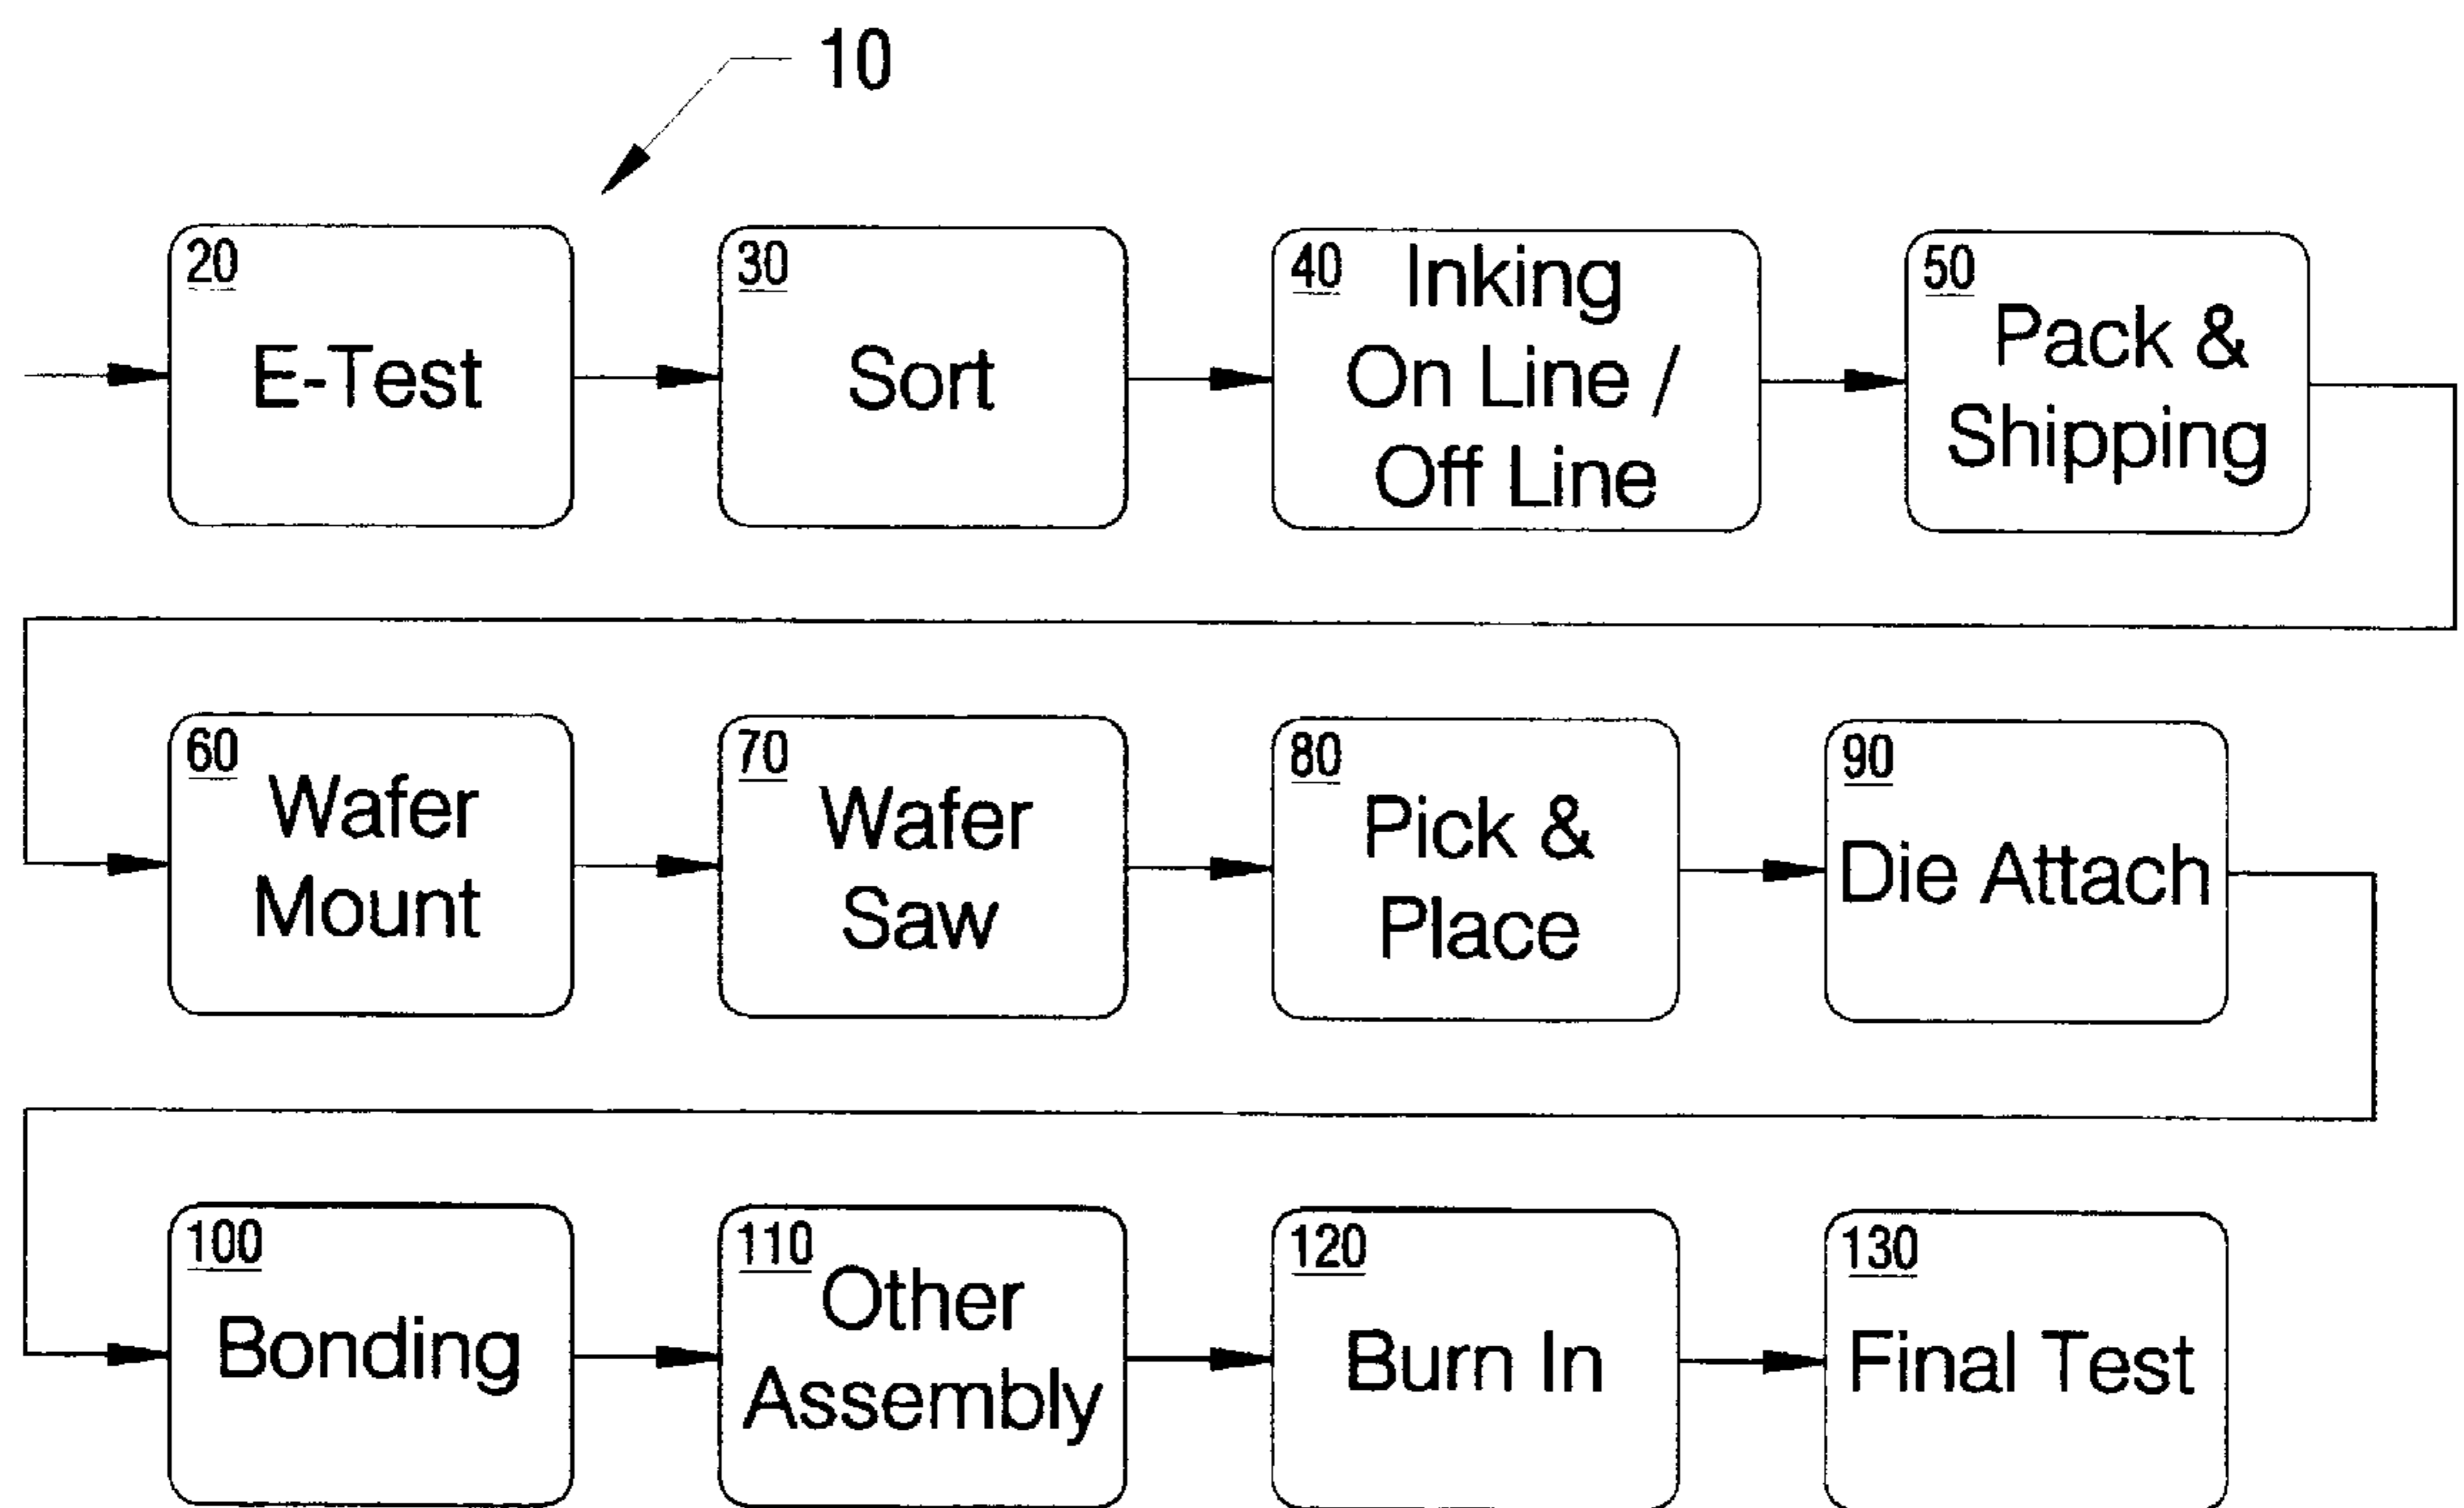 10
20
E-Test
30
Sort
40
Inking
On Line /
Off Line
50
Pack &
Shipping
60
Wafer
Mount
70
Wafer
Saw
80
Pick &
Place
90
Die Attach
100
Bonding
110
Other
Assembly
120
Burn In
130
Final Test